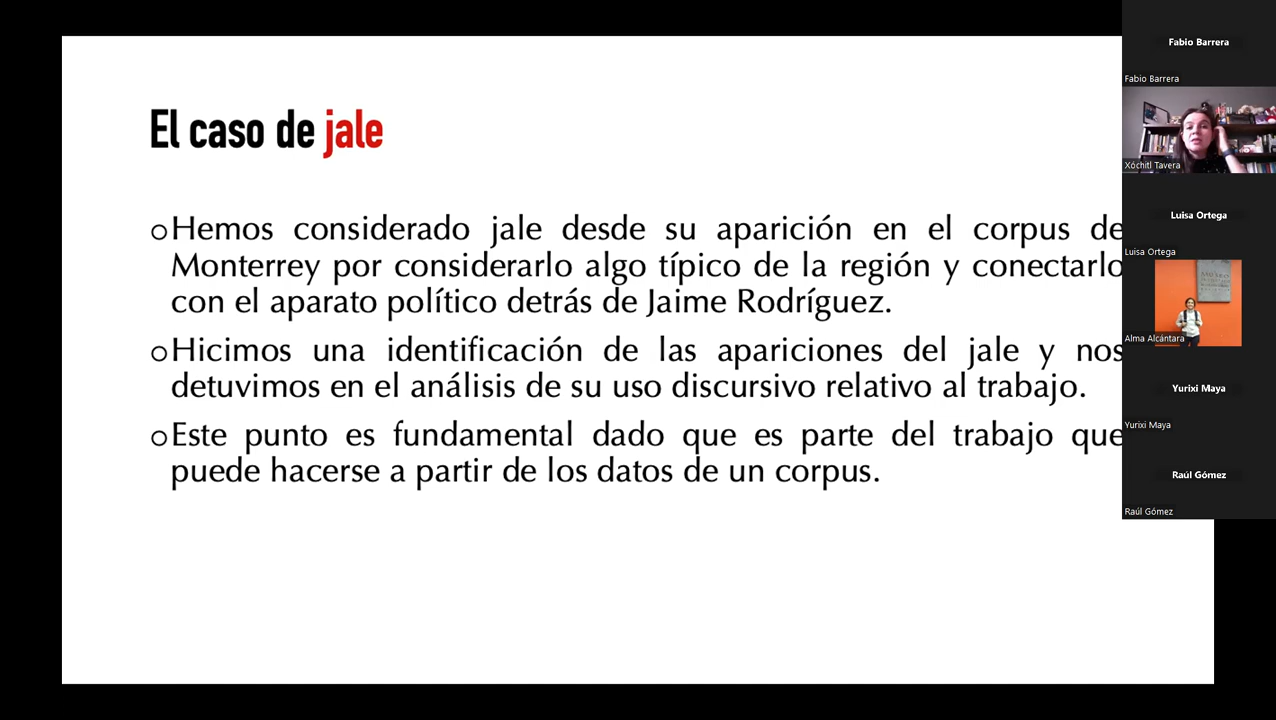 El caso de jale
oHemos considerado jale desde su aparición en el corpus de
Monterrey por considerarlo algo típico de la región y conectarlo
con el aparato político detrás de Jaime Rodríguez.
oHicimos una identificación de las apariciones del jale y nos
detuvimos en el análisis de su uso discursivo relativo al trabajo.
oEste punto es fundamental dado que es parte del trabajo que
puede hacerse a partir de los datos de un corpus.
Fabio Barrera
Fabio Barrera
Xóchitl Tavera
Luisa Ortega
Luisa Ortega
Alma Alcántara
Yurixi Maya
Yurixi Maya
Raúl Gómez
Raúl Gómez